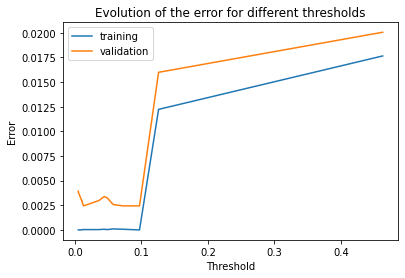 Evolution of the error for different thresholds
training
validation
Error
0.0200
0.0175
0.0150
0.0125
0.0100
0.0075
0.0050
0.0025
0.0000
0.0 0.1 0.2 0.3 0.4
Threshold